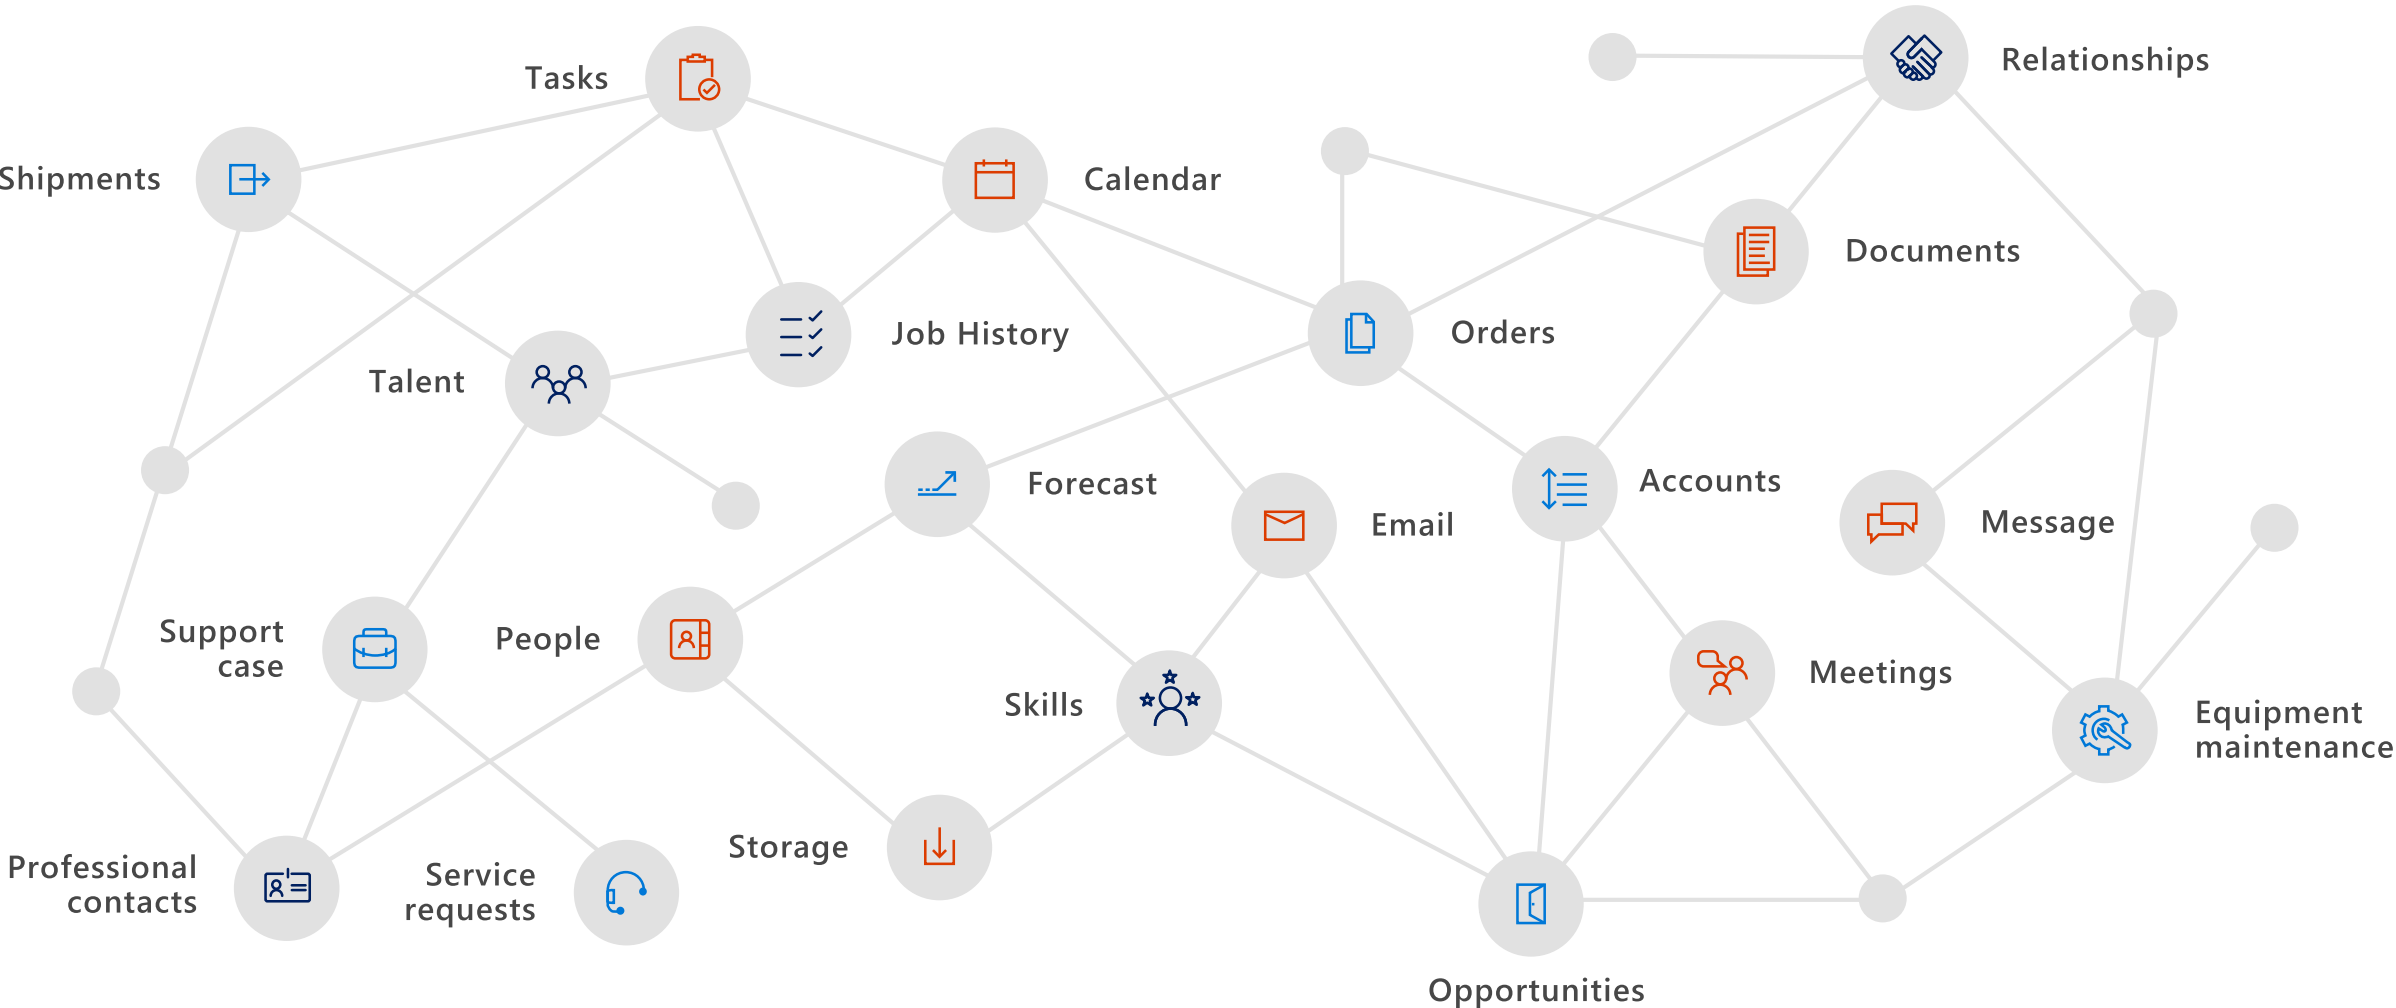 Relationships
Tasks
Shipments
Calendar
Documents
Job History
Orders
Talent
Forecast
Accounts
Email
Message
Support
case
People
Meetings
Skills
Equipment
maintenance
Storage
Professional
contacts
Service
requests
Opportunities